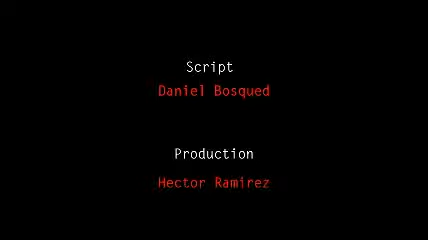 Script
Daniel Bosqued
Production
Hector Ramirez